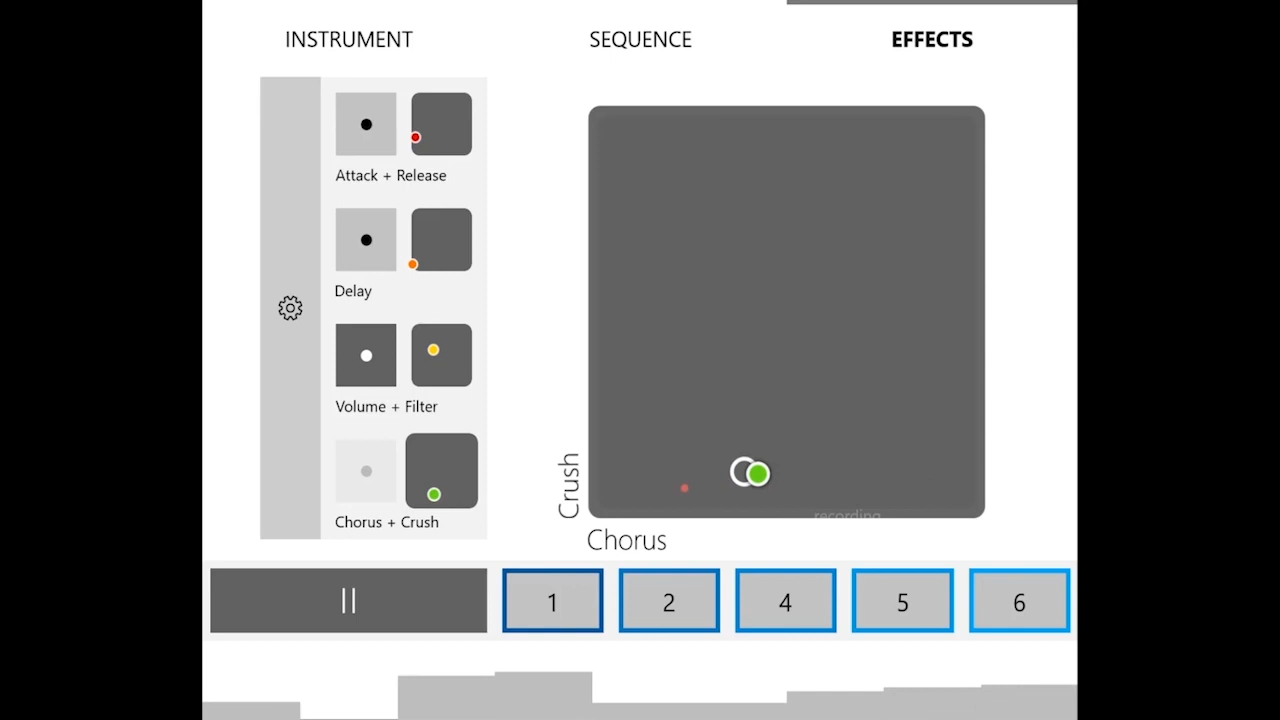 INSTRUMENT
SEQUENCE
EFFECTS
Attack + Release
Delay
Volume + Filter
Chorus + Crush
Crush
recording
Chorus
1
2
4
5
6